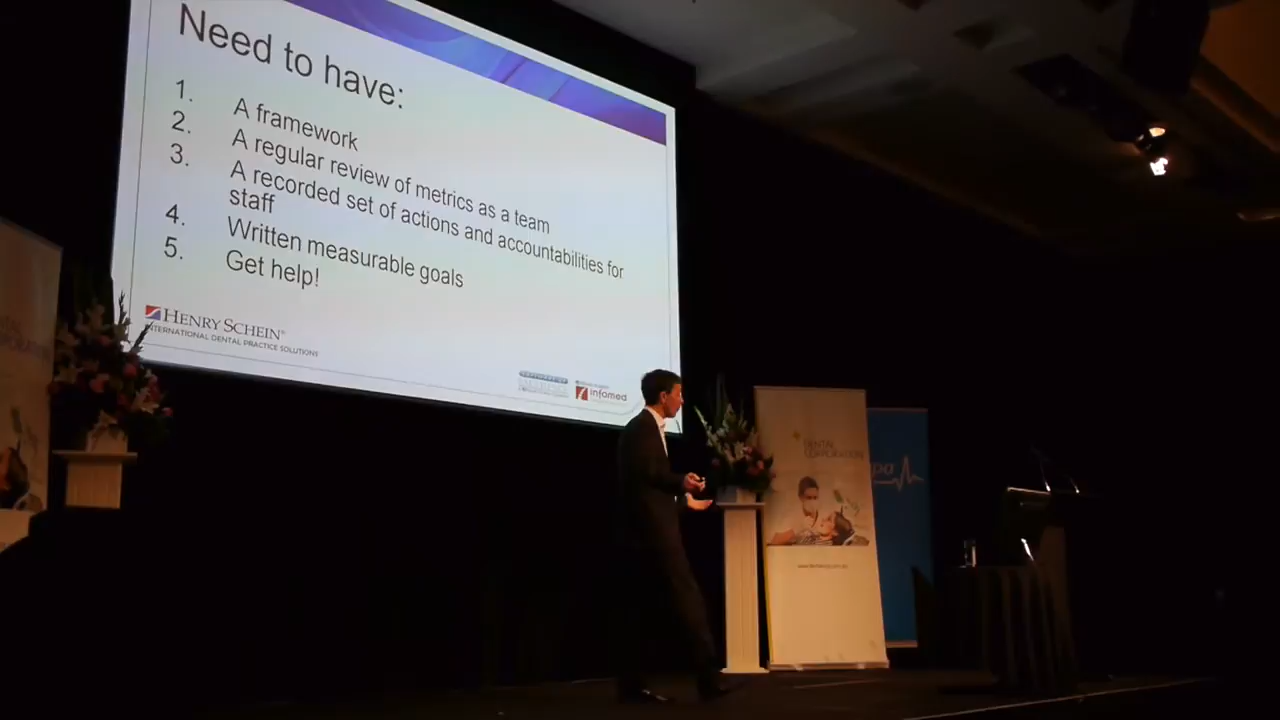 Need to have:
1. A framework
2. A regular review of metrics as a team
3. A recorded set of actions and accountabilities for
staff
4. Written measurable goals
5. Get help!
HENRY SCHEIN®
INTERNATIONAL DENTAL PRACTICE SOLUTIONS
infomed
DENTAL
CORPORATION
pa